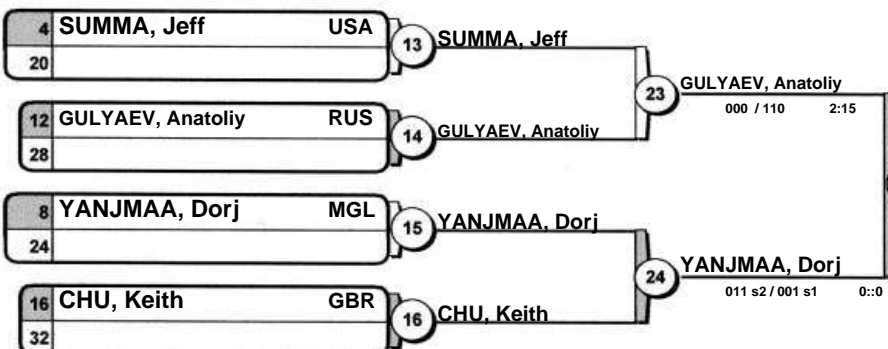 4 SUMMA, Jeff USA
20
13 SUMMA, Jeff
12 GULYAEV, Anatoliy RUS
28
14 GULYAEV, Anatoliy
23 GULYAEV, Anatoliy
000 / 110 2:15
8 YANJMAA, Dorj MGL
24
15 YANJMAA, Dorj
16 CHU, Keith GBR
32
16 CHU, Keith
24 YANJMAA, Dorj
011 s2 / 001 s1 0::0